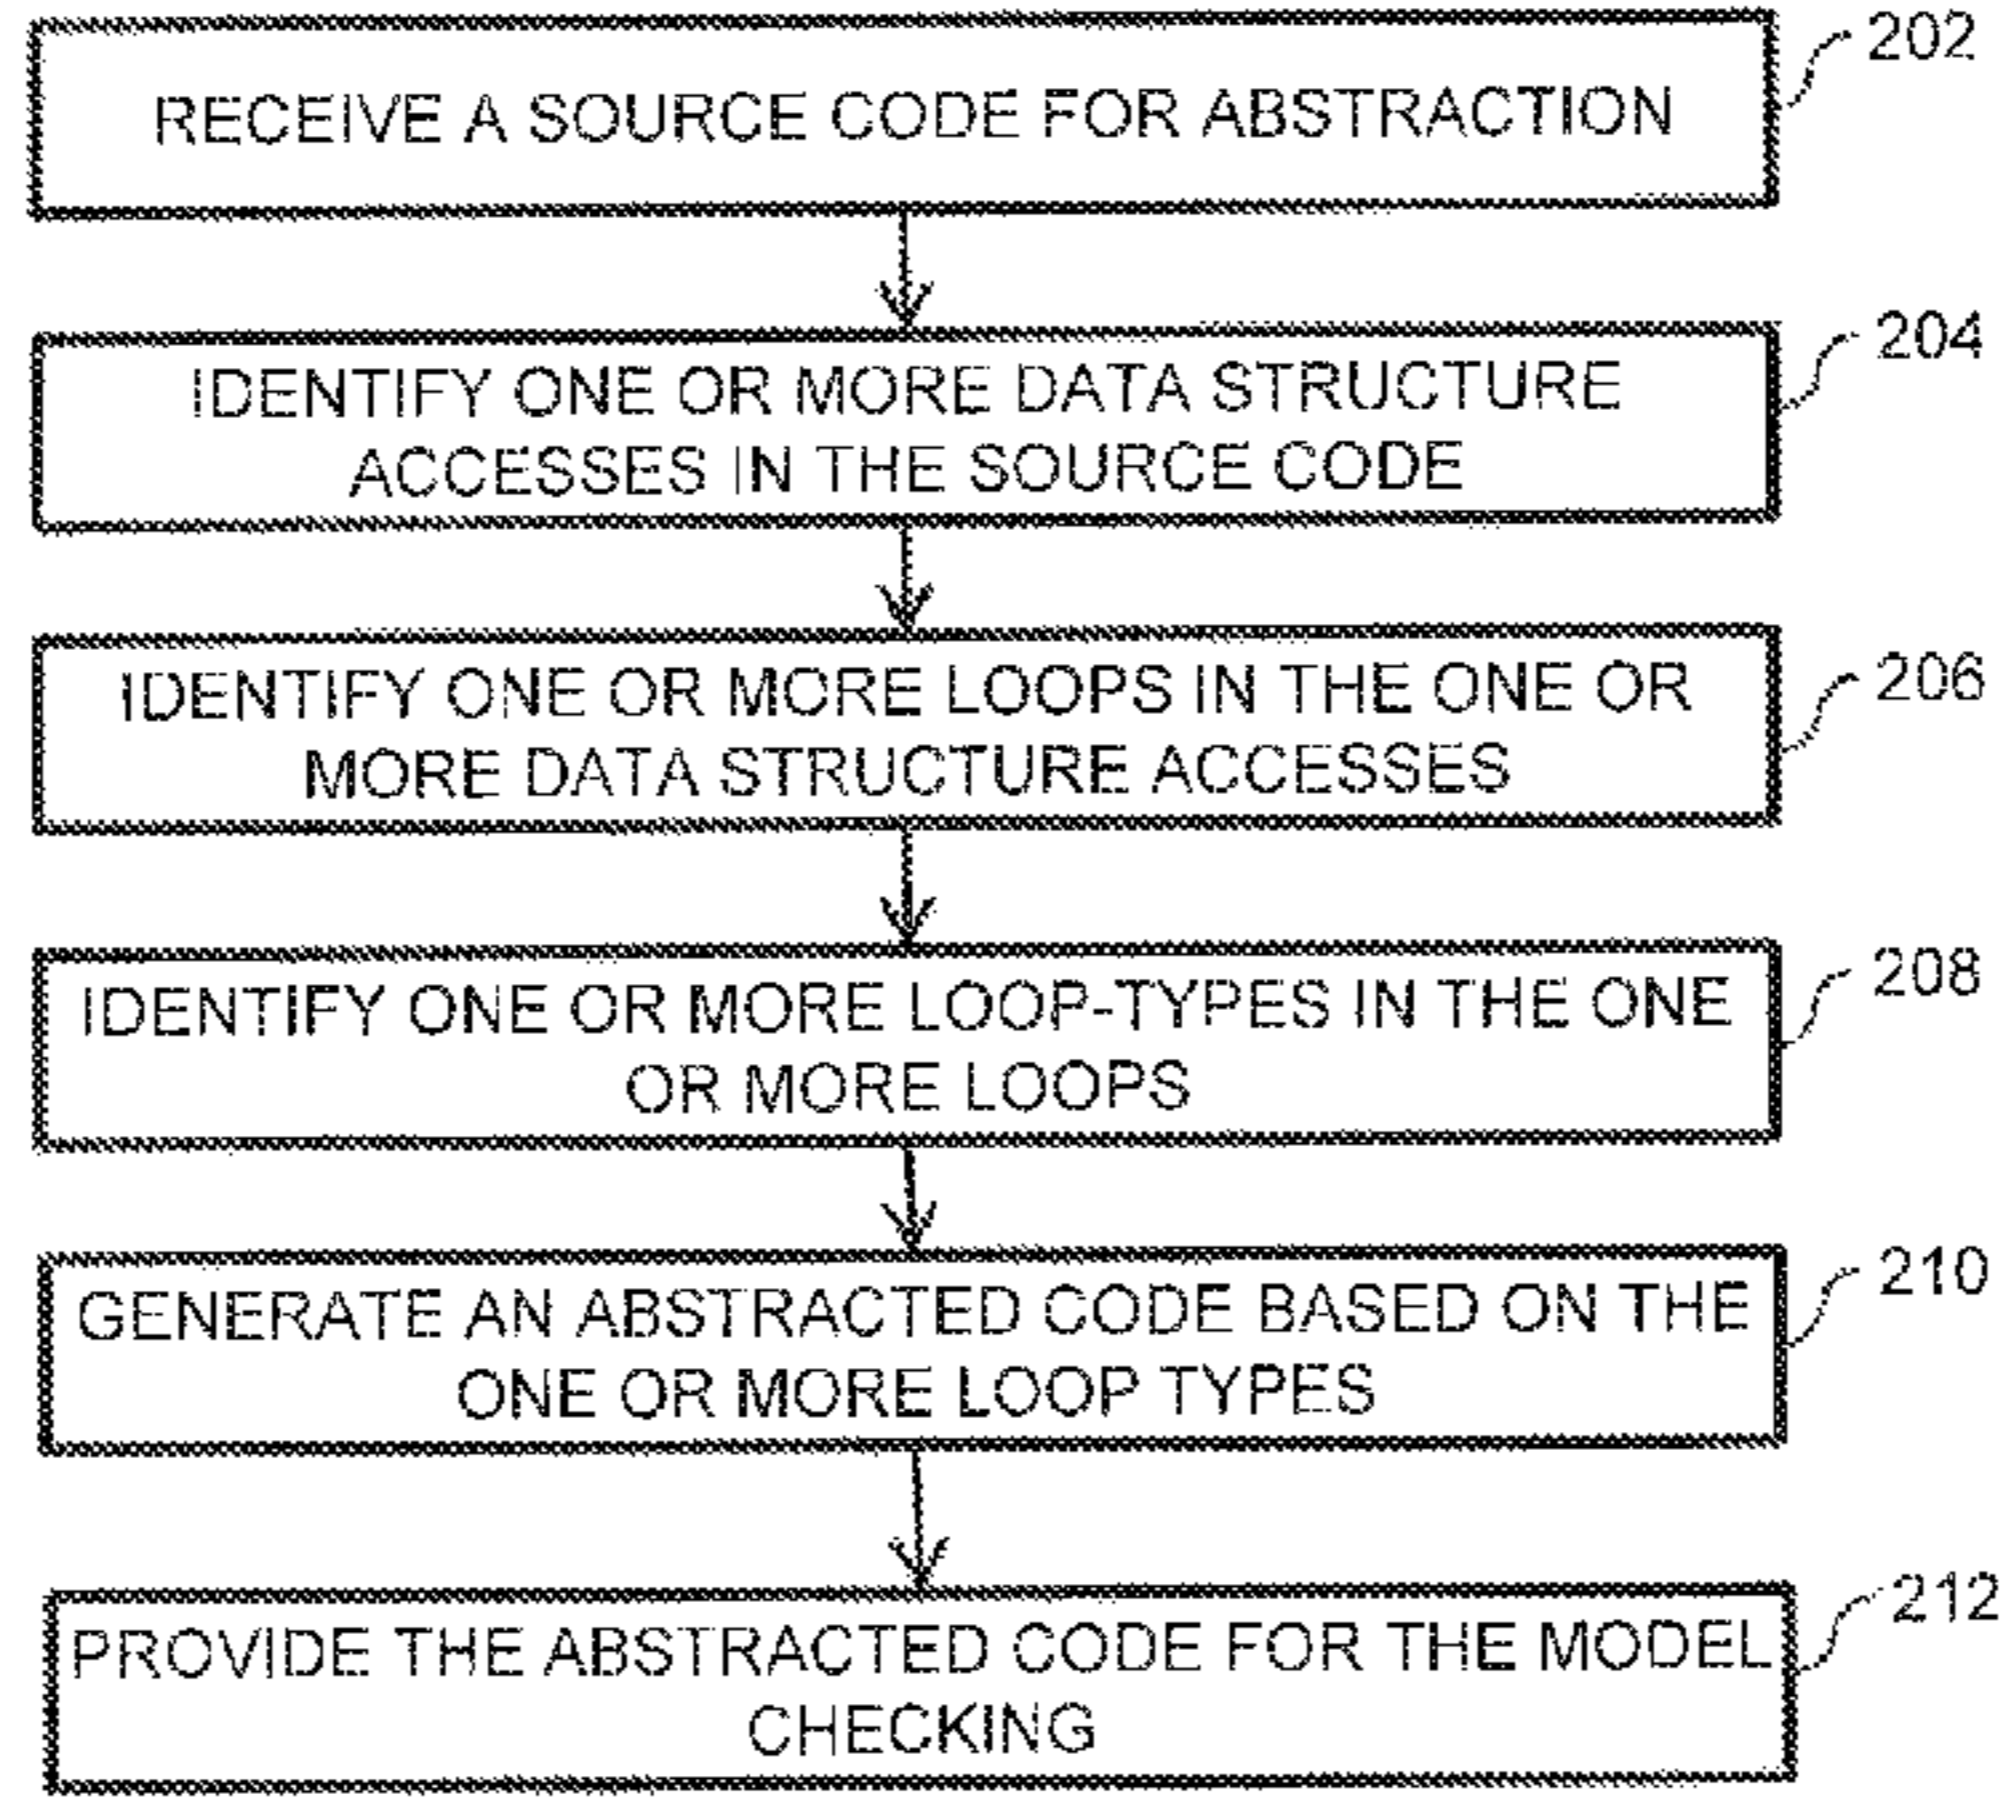 RECEIVE A SOURCE CODE FOR ABSTRACTION
202
IDENTIFY ONE OR MORE DATA STRUCTURE
ACCESSES IN THE SOURCE CODE
204
IDENTIFY ONE OR MORE LOOPS IN THE ONE OR
MORE DATA STRUCTURE ACCESSES
206
IDENTIFY ONE OR MORE LOOP-TYPES IN THE ONE
OR MORE LOOPS
208
GENERATE AN ABSTRACTED CODE BASED ON THE
ONE OR MORE LOOP TYPES
210
PROVIDE THE ABSTRACTED CODE FOR THE MODEL
CHECKING
212